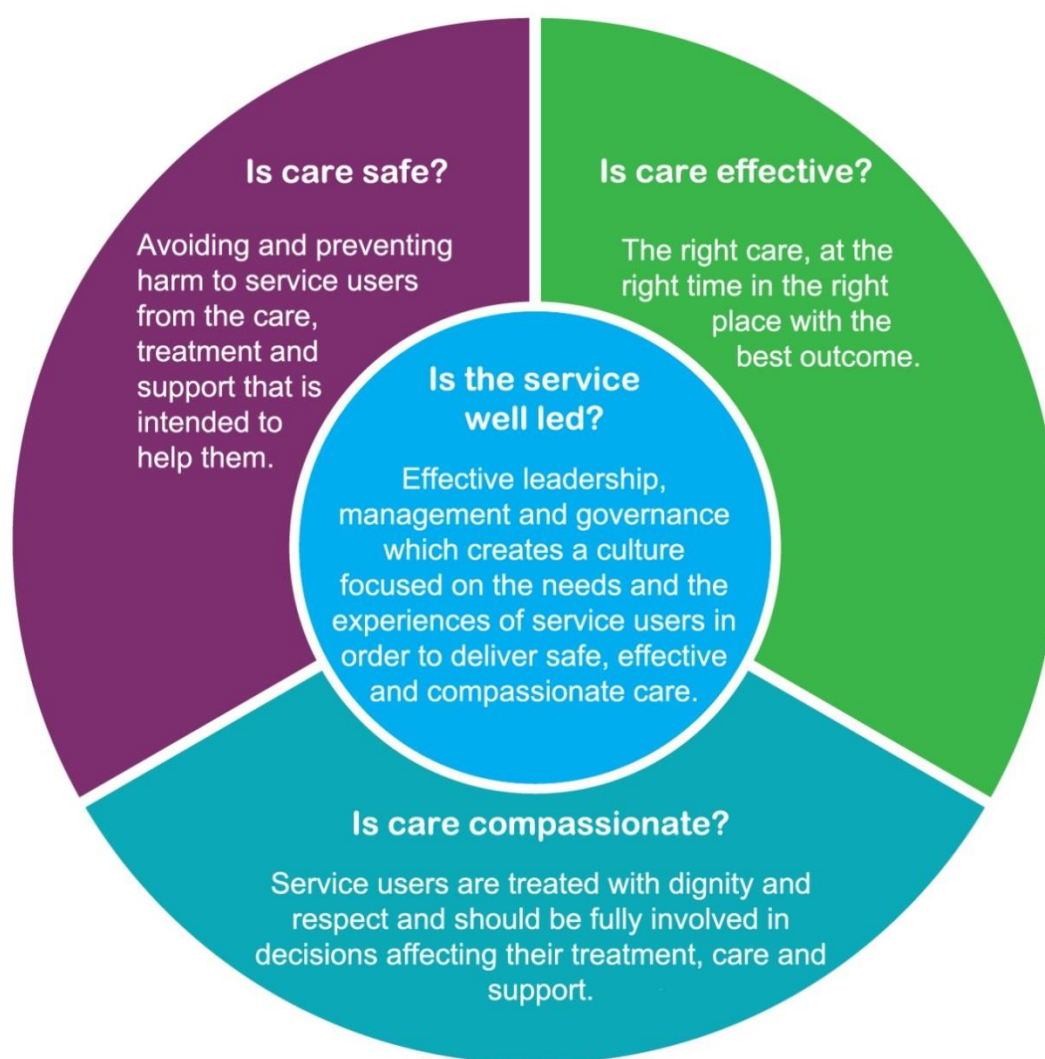 Is care safe?
Avoiding and preventing
harm to service users
from the care,
treatment and
support that is
intended to
help them.
Is care effective?
The right care, at the
right time in the right
place with the
best outcome.
Is the service
well led?
Effective leadership,
management and governance
which creates a culture
focused on the needs and the
experiences of service users in
order to deliver safe, effective
and compassionate care.
Is care compassionate?
Service users are treated with dignity and
respect and should be fully involved in
decisions affecting their treatment, care and
support.